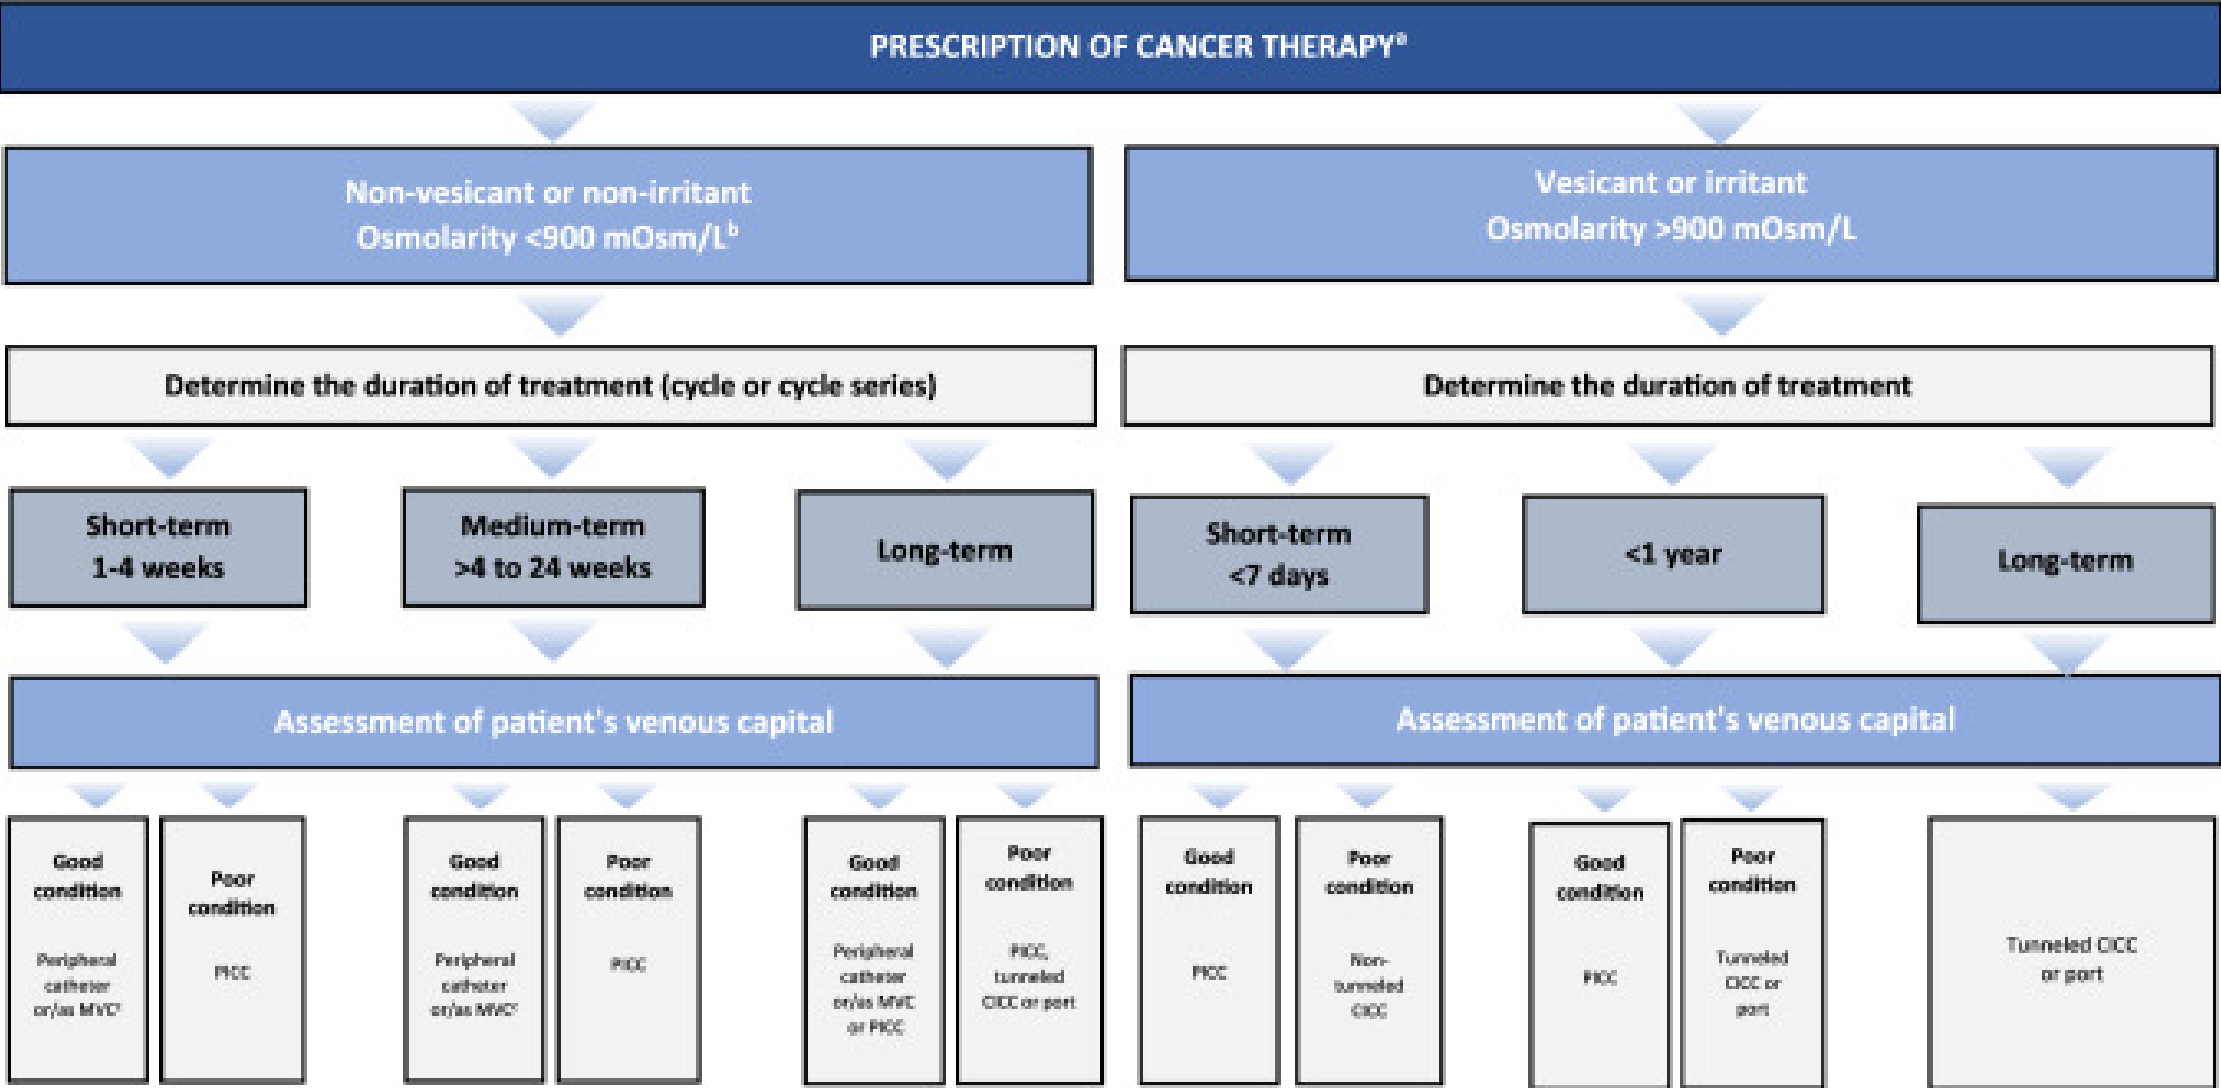 PRESCRIPTION OF CANCER THERAPYᵃ
Non-vesicant or non-irritant
Osmolarity <900 mOsm/Lᵇ
Vesicant or irritant
Osmolarity >900 mOsm/L
Determine the duration of treatment (cycle or cycle series)
Determine the duration of treatment
Short-term
1-4 weeks
Medium-term
>4 to 24 weeks
Long-term
Short-term
<7 days
<1 year
Long-term
Assessment of patient's venous capital
Assessment of patient's venous capital
Good
condition
Peripheral
catheter
or/as MVCᶜ
Poor
condition
PICC
Good
condition
Peripheral
catheter
or/as MVCᶜ
Poor
condition
PICC
Good
condition
Peripheral
catheter
or/as MVC
or PICC
Poor
condition
PICC,
tunneled
CICC or port
Good
condition
PICC
Poor
condition
Non-
tunneled
CICC
Good
condition
PICC
Poor
condition
Tunneled
CICC or
port
Tunneled CICC
or port